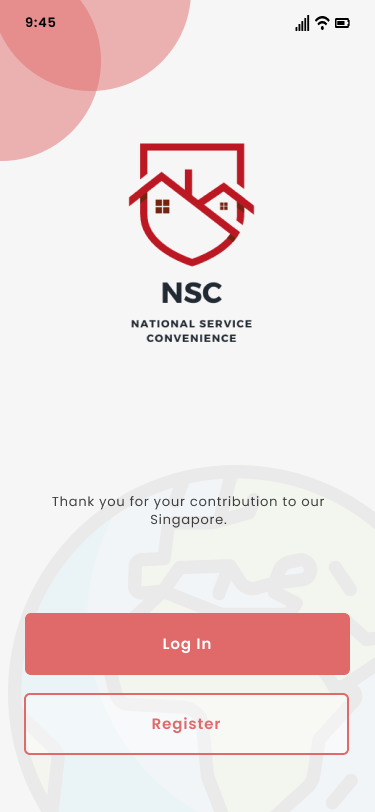 9:45
NSC
NATIONAL SERVICE
CONVENIENCE
Thank you for your contribution to our
Singapore.
Log In
Register